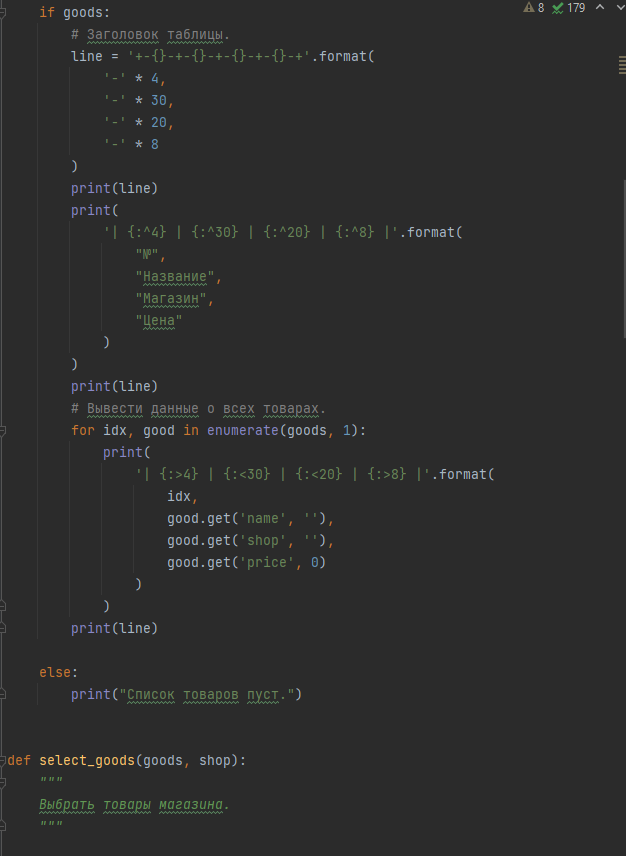 8 179
    if goods:
        # Заголовок таблицы.
        line = '+-{}-+-{}-+-{}-+-{}-+'.format(
            '-' * 4,
            '-' * 30,
            '-' * 20,
            '-' * 8
        )
        print(line)
        print(
            '| {:^4} | {:^30} | {:^20} | {:^8} |'.format(
                "№",
                "Название",
                "Магазин",
                "Цена"
            )
        )
        print(line)
        # Вывести данные о всех товарах.
        for idx, good in enumerate(goods, 1):
            print(
                '| {:>4} | {:<30} | {:<20} | {:>8} |'.format(
                    idx,
                    good.get('name', ''),
                    good.get('shop', ''),
                    good.get('price', 0)
                )
            )
        print(line)

    else:
        print("Список товаров пуст.")


def select_goods(goods, shop):
    """
    Выбрать товары магазина.
    """